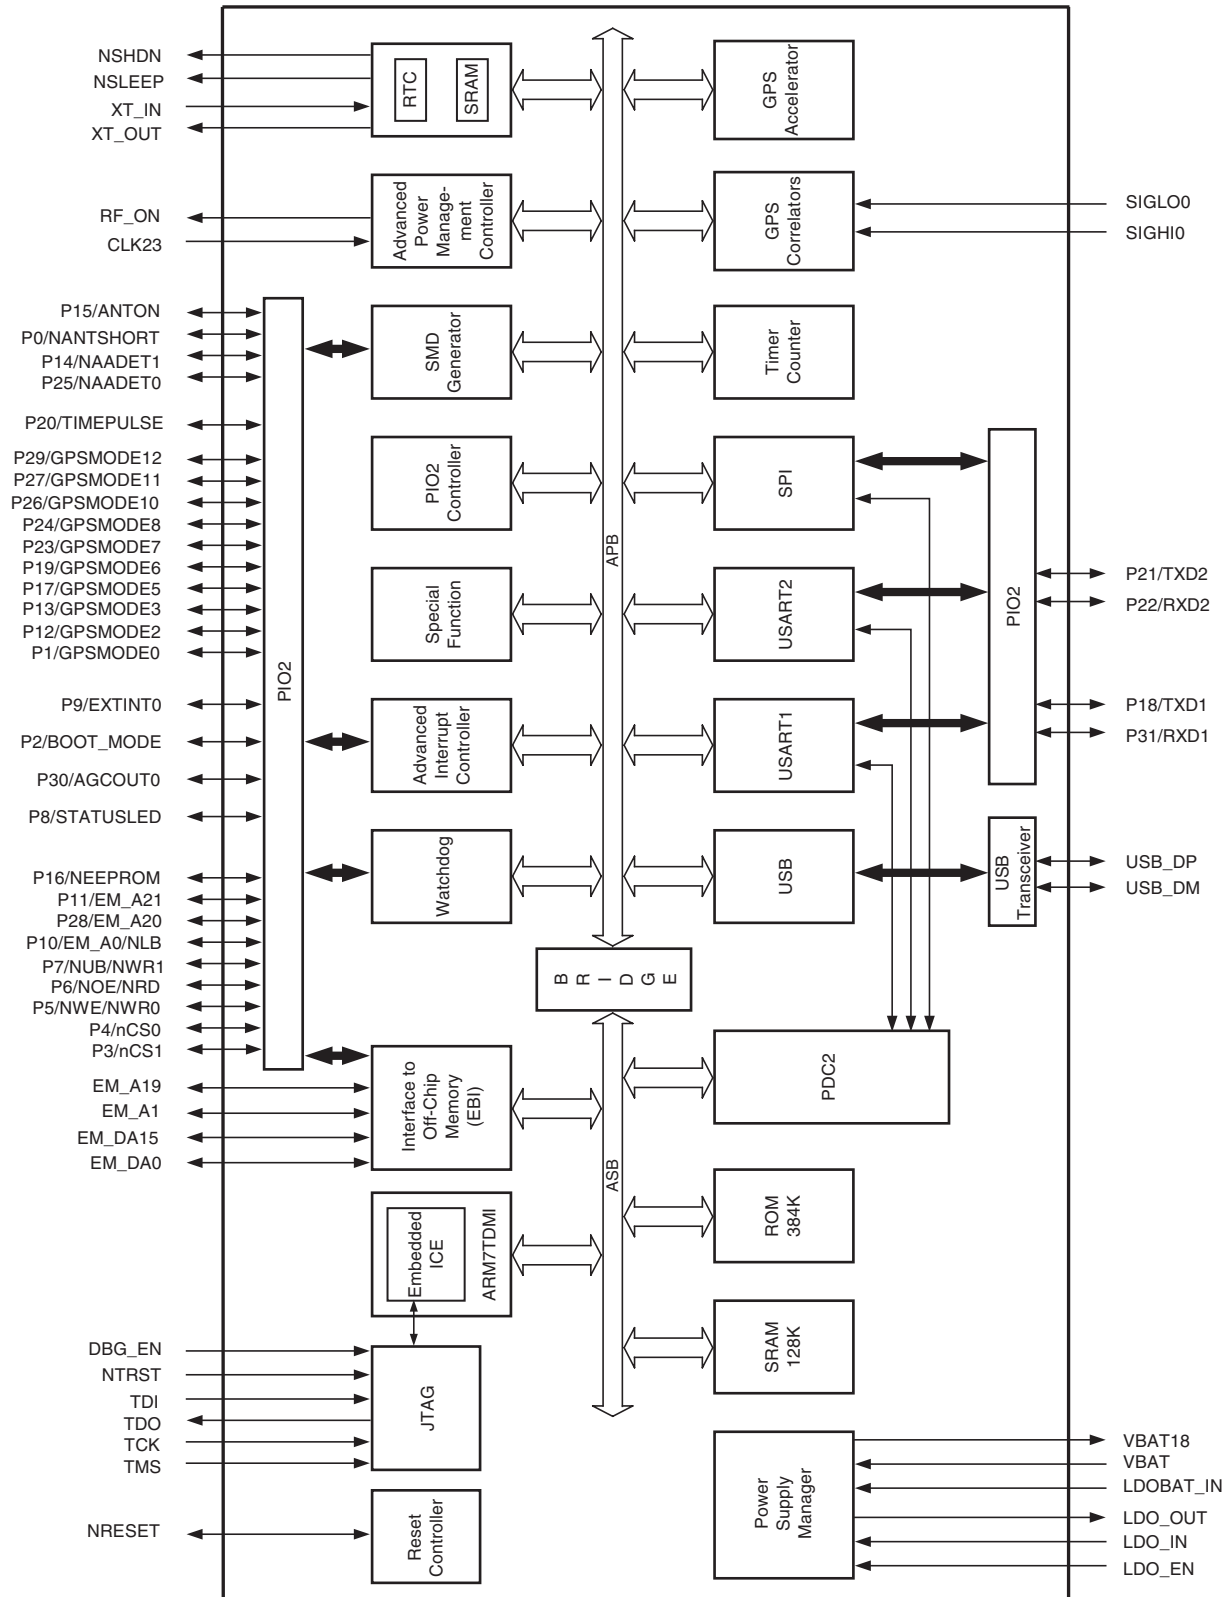 NSHDN
NSLEEP
XT_IN
XT_OUT
RF_ON
CLK23
P15/ANTON
P0/NANTSHORT
P14/NAADET1
P25/NAADET0
P20/TIMEPULSE
P29/GPSMODE12
P27/GPSMODE11
P26/GPSMODE10
P24/GPSMODE8
P23/GPSMODE7
P19/GPSMODE6
P17/GPSMODE5
P13/GPSMODE3
P12/GPSMODE2
P1/GPSMODE0
P9/EXTINT0
P2/BOOT_MODE
P30/AGCOUT0
P8/STATUSLED
P16/NEEPROM
P11/EM_A21
P28/EM_A20
P10/EM_A0/NLB
P7/NUB/NWR1
P6/NOE/NRD
P5/NWE/NWR0
P4/nCS0
P3/nCS1
EM_A19
EM_A1
EM_DA15
EM_DA0
DBG_EN
NTRST
TDI
TDO
TCK
TMS
NRESET
PIO2
RTC
SRAM
Advanced
Power
Manage-
ment
Controller
SMD
Generator
PIO2
Controller
Special
Function
Advanced
Interrupt
Controller
Watchdog
Interface to
Off-Chip
Memory
(EBI)
Embedded
ICE
ARM7TDMI
JTAG
Reset
Controller
APB
BRIDGE
ASB
GPS
Accelerator
GPS
Correlators
Timer
Counter
SPI
USART2
USART1
USB
PDC2
ROM
384K
SRAM
128K
Power
Supply
Manager
PIO2
USB
Transceiver
SIGLO0
SIGHI0
P21/TXD2
P22/RXD2
P18/TXD1
P31/RXD1
USB_DP
USB_DM
VBAT18
VBAT
LDOBAT_IN
LDO_OUT
LDO_IN
LDO_EN